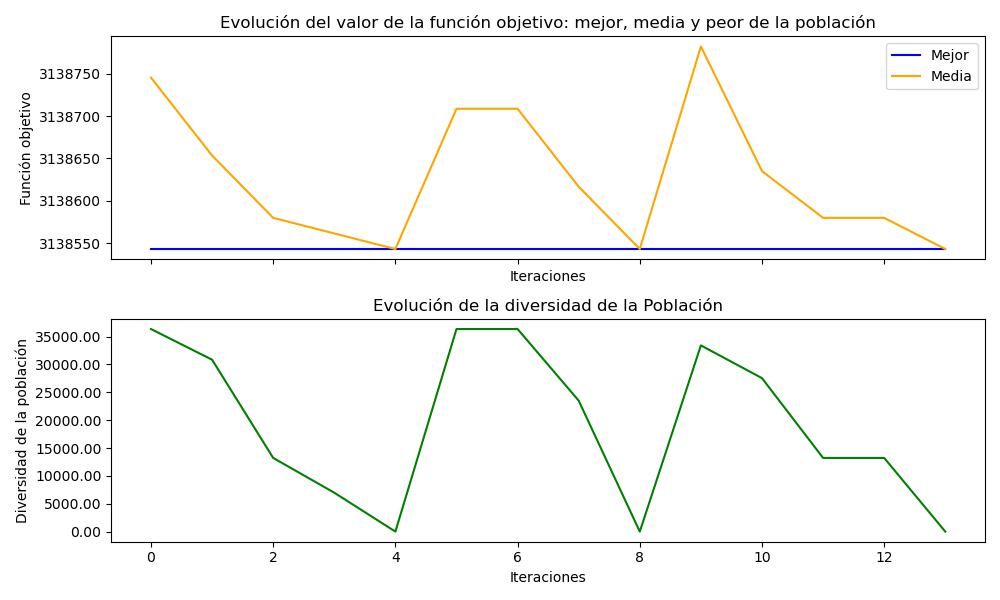 Evolución del valor de la función objetivo: mejor, media y peor de la población
Función objetivo
3138750
3138700
3138650
3138600
3138550
Mejor
Media
Iteraciones
Evolución de la diversidad de la Población
Diversidad de la población
35000.00
30000.00
25000.00
20000.00
15000.00
10000.00
5000.00
0.00
0 2 4 6 8 10 12
Iteraciones